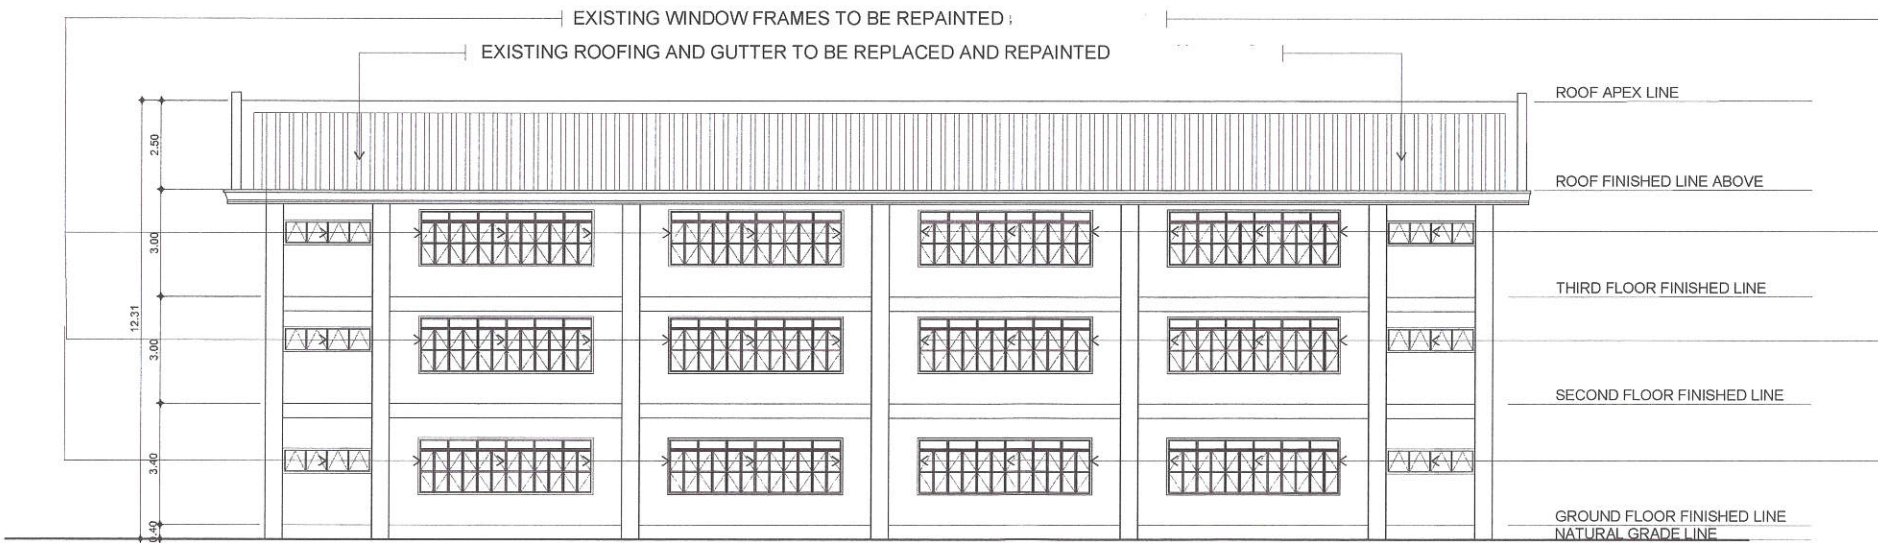 EXISTING WINDOW FRAMES TO BE REPAINTED ;
EXISTING ROOFING AND GUTTER TO BE REPLACED AND REPAINTED
ROOF APEX LINE
2.50
ROOF FINISHED LINE ABOVE
3.00
THIRD FLOOR FINISHED LINE
12.31
3.00
SECOND FLOOR FINISHED LINE
3.40
GROUND FLOOR FINISHED LINE
0.40
NATURAL GRADE LINE